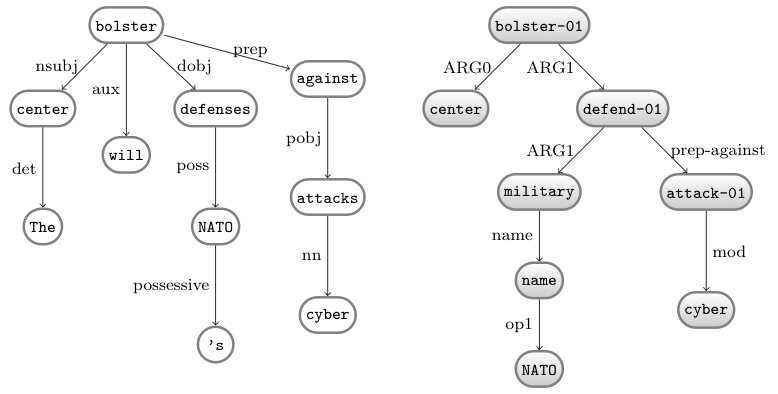 bolster
prep
nsubj
aux
dobj
against
center
defenses
det
will
poss
pobj
attacks
The
NATO
nn
possessive
cyber
's
bolster-01
ARG0
ARG1
center
defend-01
ARG1
prep-against
military
attack-01
name
mod
name
cyber
op1
NATO